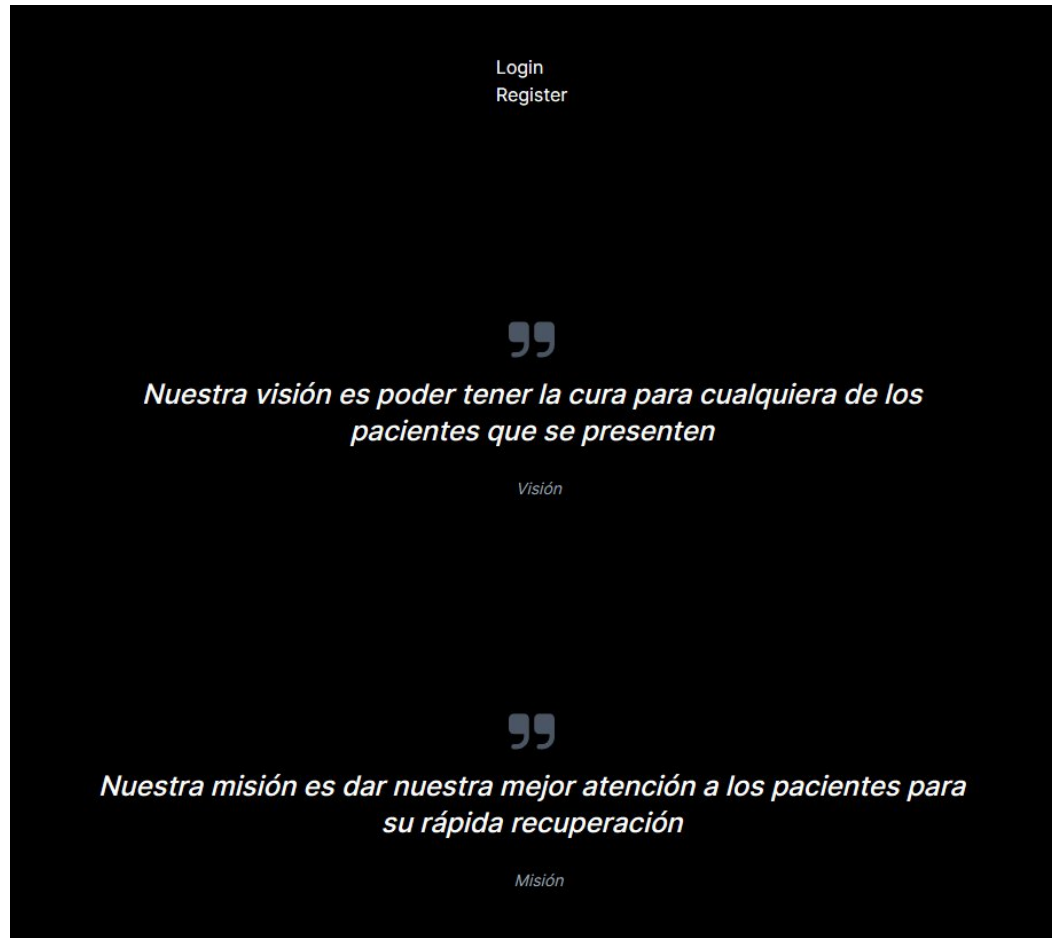 Login
Register
Nuestra visión es poder tener la cura para cualquiera de los
pacientes que se presenten
Visión
Nuestra misión es dar nuestra mejor atención a los pacientes para
su rápida recuperación
Misión